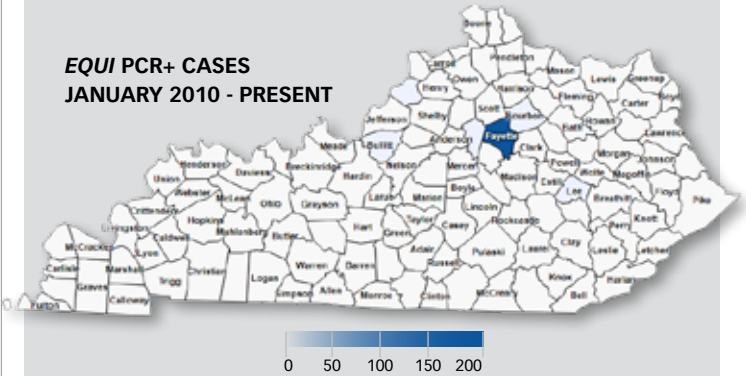 EQUI PCR+ CASES
JANUARY 2010 - PRESENT
Boone
Pendleton
Owen
Mason
Lewis
Greenup
Henry
Harrison
Fleming
Carter
Scott
Bourbon
Shelby
Jefferson
Rowan
Bath
Lawrence
Anderson
Fayette
Clark
Meade
Bullitt
Morgan
Johnson
Henderson
Daviess
Breckinridge
Nelson
Mercer
Powell
Wolfe
Magoffin
Union
Hardin
Madison
Estill
Lee
Floyd
Pike
Webster
McLean
Ohio
Grayson
Larue
Marion
Boyle
Breathitt
Crittenden
Lincoln
Knott
Livingston
Hopkins
Muhlenberg
Butler
Hart
Green
Taylor
Casey
Rockcastle
Perry
McCracken
Caldwell
Lyon
Adair
Pulaski
Laurel
Clay
Leslie
Letcher
Carlisle
Marshall
Trigg
Christian
Logan
Warren
Barren
Russell
Knox
Harlan
Graves
Calloway
Simpson
Allen
Monroe
Clinton
McCreary
Bell
Fulton
0 50 100 150 200